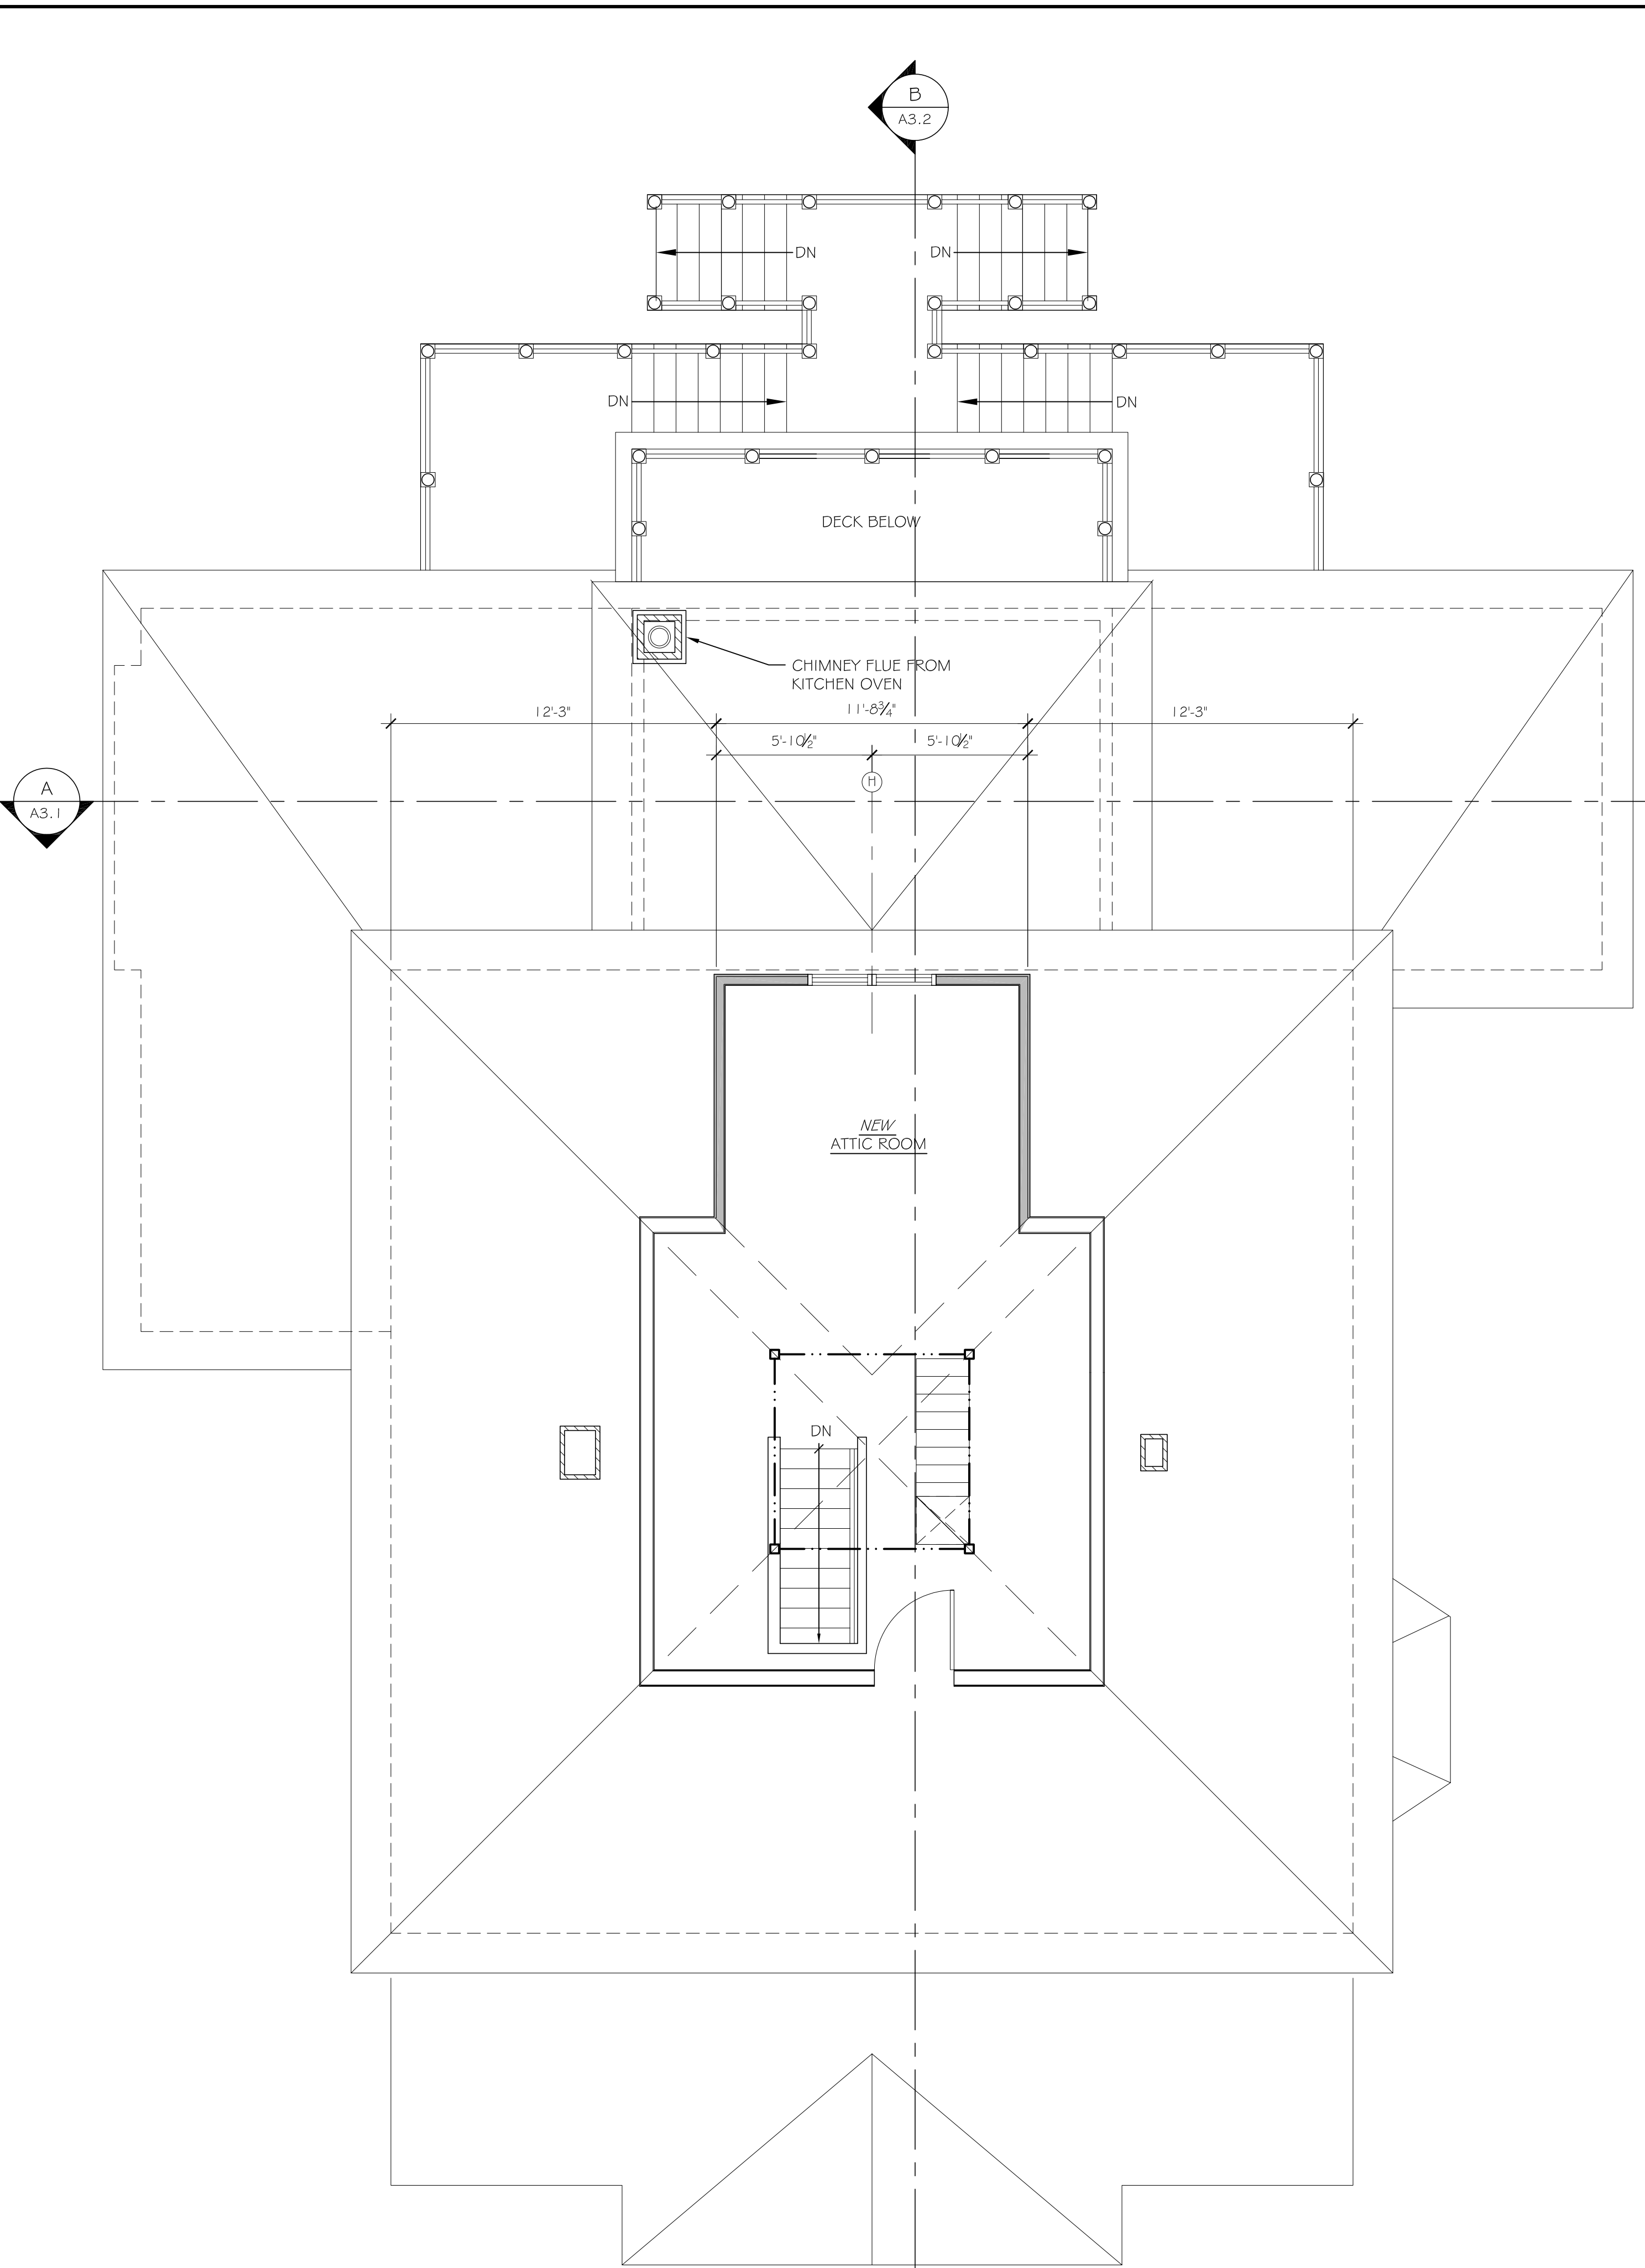 B
A3.2
DN DN
DN DN
DECK BELOW
CHIMNEY FLUE FROM
KITCHEN OVEN
12'-3" 11'-8¾" 12'-3"
5'-10½" 5'-10½"
H
A
A3.1
NEW
ATTIC ROOM
DN